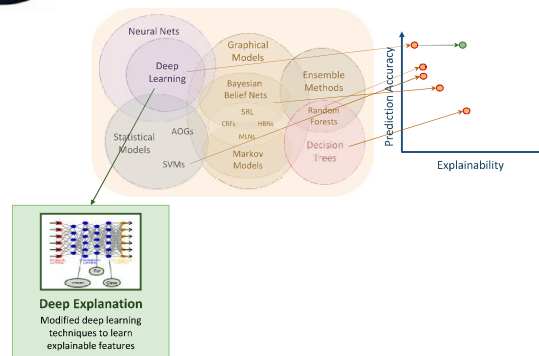 Neural Nets
Deep
Learning
Graphical
Models
Bayesian
Belief Nets
SRL
CRFs HBNs
MLNs
Markov
Models
Ensemble
Methods
Random
Forests
Decision
Trees
Statistical
Models
AOGs
SVMs
Prediction Accuracy
Explainability
Deep Explanation
Modified deep learning
techniques to learn
explainable features